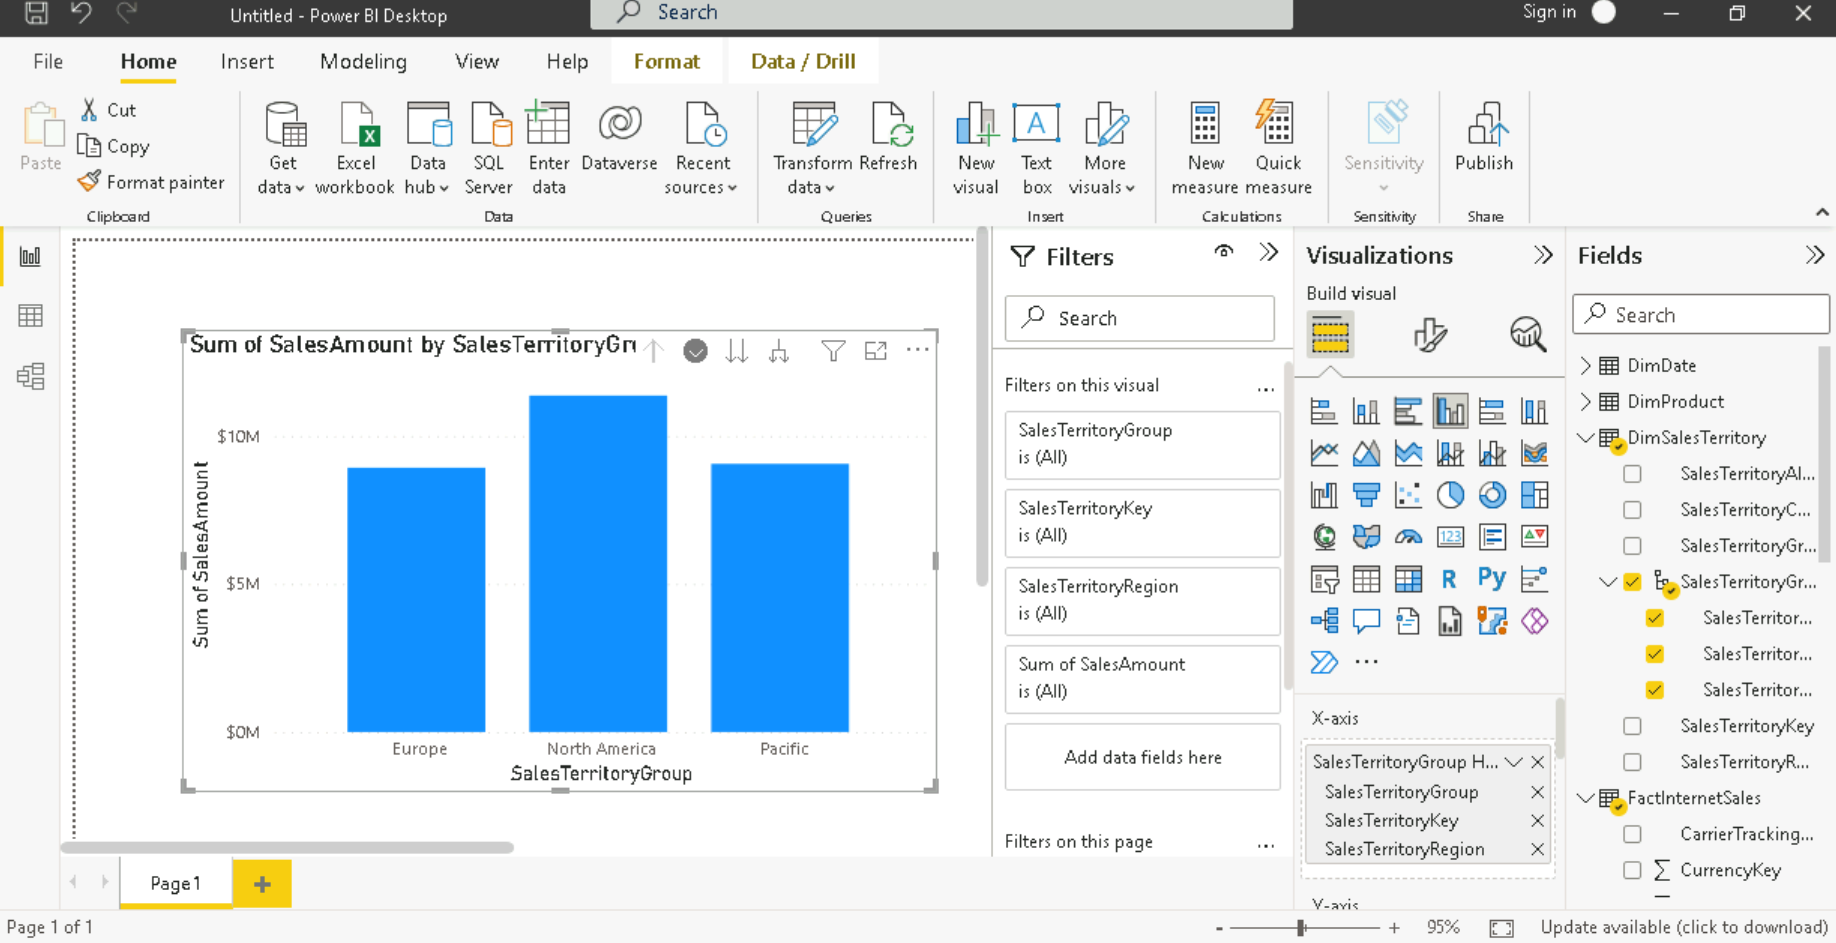 Untitled - Power BI Desktop
Search
Sign in
File
Home
Insert
Modeling
View
Help
Format
Data / Drill
Paste
Cut
Copy
Format painter
Clipboard
Get data
Excel workbook
Data hub
SQL Server
Enter data
Dataverse
Recent sources
Data
Transform data
Refresh
Queries
New visual
Text box
More visuals
Insert
New measure
Quick measure
Calculations
Sensitivity
Sensitivity
Publish
Share
Sum of SalesAmount by SalesTerritoryGr
Sum of SalesAmount
$10M
$5M
$0M
Europe
North America
Pacific
SalesTerritoryGroup
Filters
Search
Filters on this visual
...
SalesTerritoryGroup
is (All)
SalesTerritoryKey
is (All)
SalesTerritoryRegion
is (All)
Sum of SalesAmount
is (All)
Add data fields here
Filters on this page
...
Visualizations
Build visual
123
R
Py
...
X-axis
SalesTerritoryGroup H...
SalesTerritoryGroup
SalesTerritoryKey
SalesTerritoryRegion
Y-axis
Fields
Search
DimDate
DimProduct
DimSalesTerritory
SalesTerritoryAl...
SalesTerritoryC...
SalesTerritoryGr...
SalesTerritoryGr...
SalesTerritor...
SalesTerritor...
SalesTerritor...
SalesTerritoryKey
SalesTerritoryR...
FactInternetSales
CarrierTracking...
∑ CurrencyKey
Page1
+
Page 1 of 1
- + 95%
Update available (click to download)